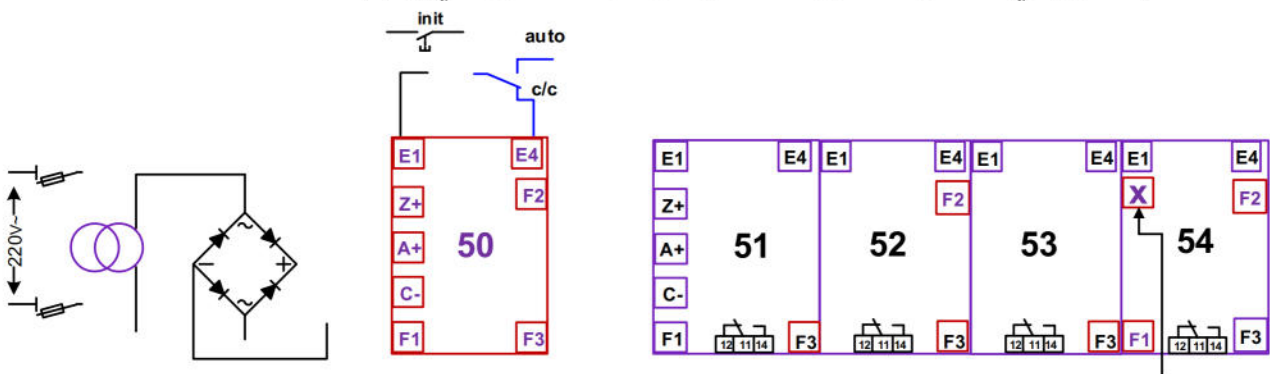 init
auto
c/c
E1 E4
Z+ F2
A+ 50
C-
F1 F3
220V~
~
- +
~
E1 E4 E1 E4 E1 E4 E1 E4
Z+ F2 X F2
A+ 51 52 53 54
C-
F1 12 11 14 F3 12 11 14 F3 12 11 14 F3 F1 12 11 14 F3